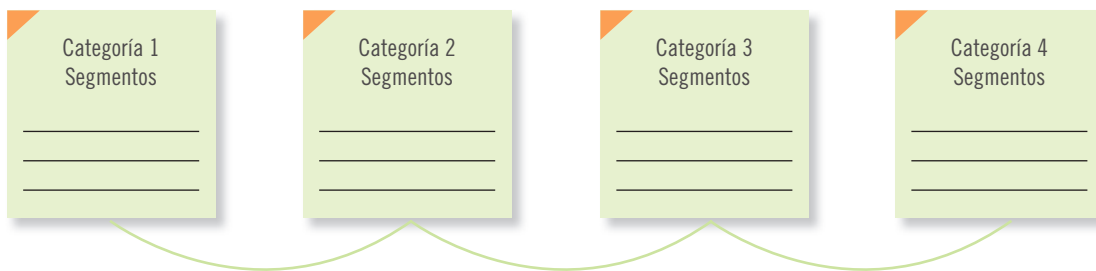 Categoría 1
Segmentos
Categoría 2
Segmentos
Categoría 3
Segmentos
Categoría 4
Segmentos